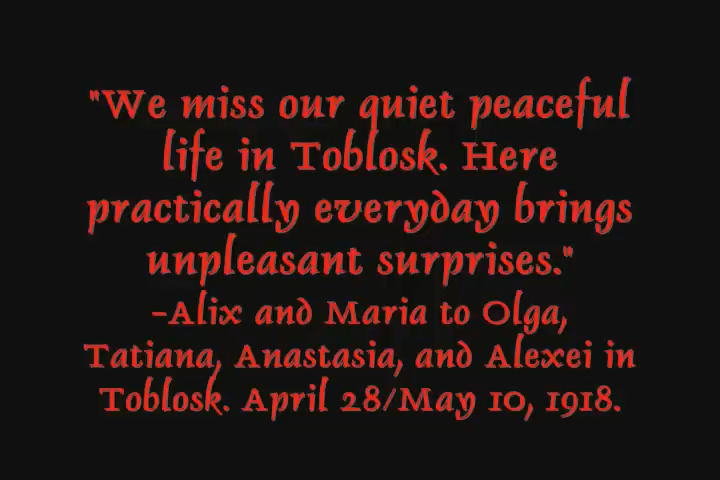 "We miss our quiet peaceful
life in Toblosk. Here
practically everyday brings
unpleasant surprises."
-Alix and Maria to Olga,
Tatiana, Anastasia, and Alexei in
Toblosk. April 28/May 10, 1918.